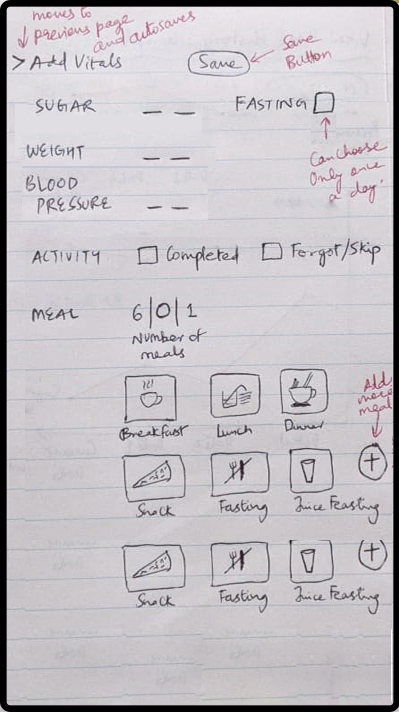 moves to
previous page
and autosaves
> Add Vitals
Save
Save
Button
SUGAR _ _
FASTING
Can choose
Only once
a day.
WEIGHT _ _
BLOOD
PRESSURE _ _
ACTIVITY
Completed
Forgot/Skip
MEAL
6|0|1
Number of
meals
Add
more
meal
Breakfast
Lunch
Dinner
+
Snack
Fasting
Juice Feasting
+
Snack
Fasting
Juice Feasting